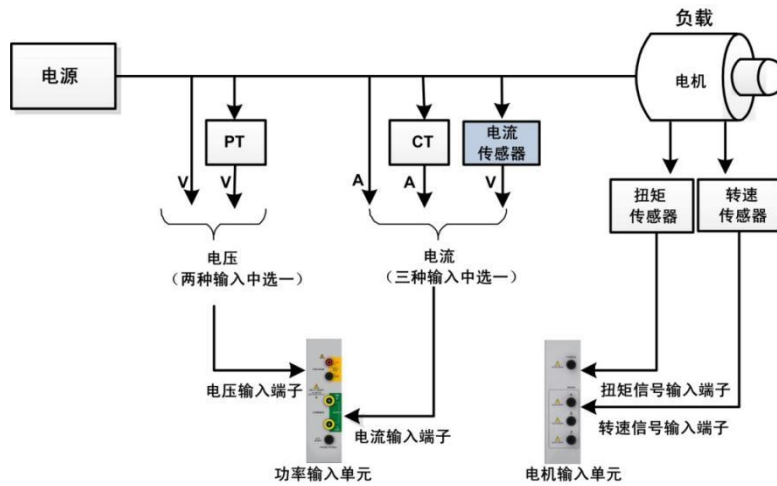 负载
电源
电机
PT
CT
电流
传感器
V
V
A
A
V
扭矩
传感器
转速
传感器
电压
（两种输入中选一）
电流
（三种输入中选一）
电压输入端子
电流输入端子
扭矩信号输入端子
转速信号输入端子
功率输入单元
电机输入单元